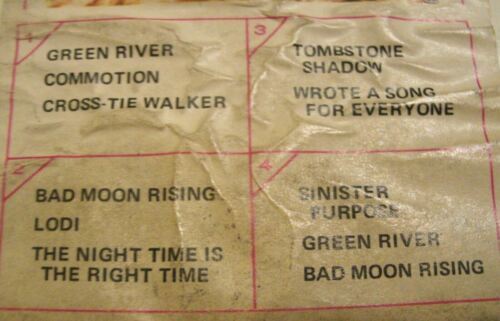 1
GREEN RIVER
COMMOTION
CROSS-TIE WALKER
2
BAD MOON RISING
LODI
THE NIGHT TIME IS
THE RIGHT TIME
3
TOMBSTONE
SHADOW
WROTE A SONG
FOR EVERYONE
4
SINISTER
PURPOSE
GREEN RIVER
BAD MOON RISING